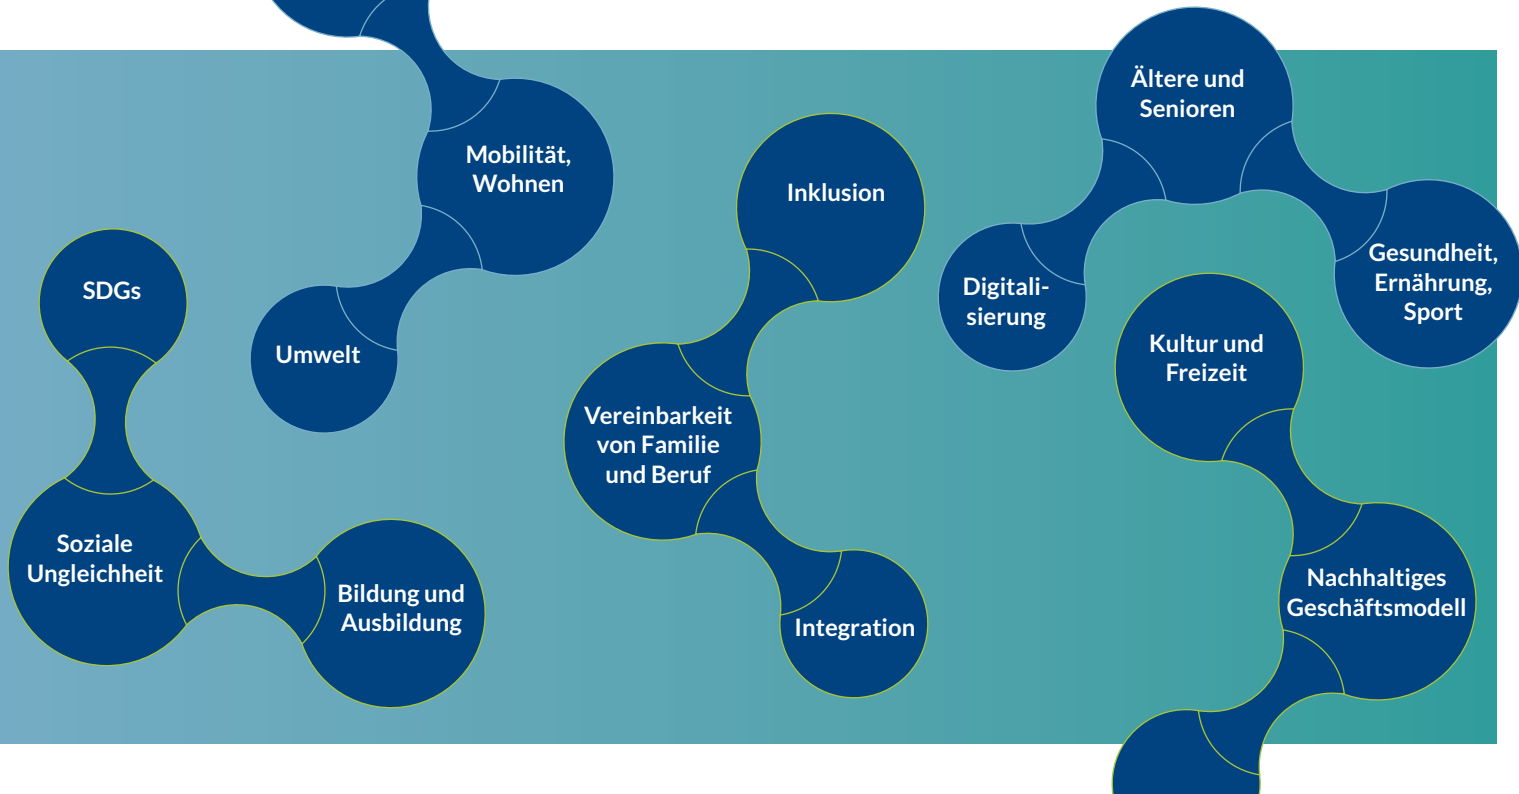 Ältere und
Senioren
Mobilität,
Wohnen
Inklusion
SDGs
Umwelt
Digitali-
sierung
Gesundheit,
Ernährung,
Sport
Kultur und
Freizeit
Vereinbarkeit
von Familie
und Beruf
Soziale
Ungleichheit
Bildung und
Ausbildung
Integration
Nachhaltiges
Geschäftsmodell